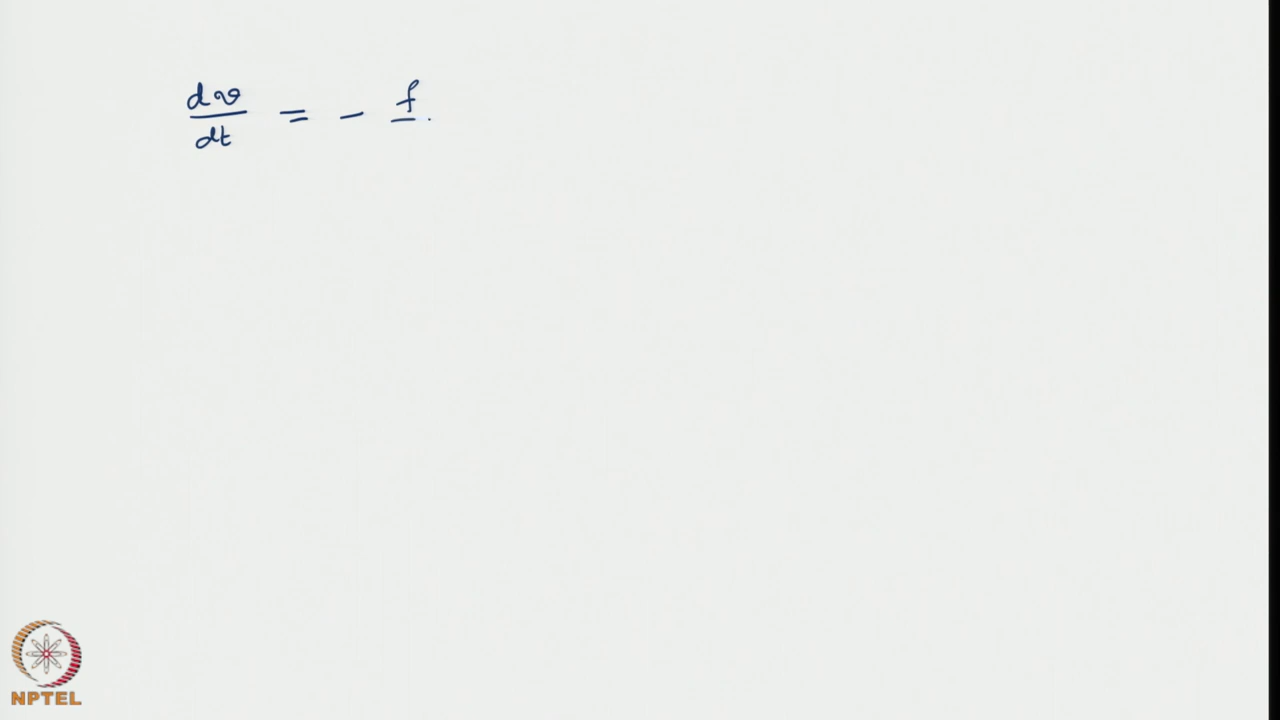 dv/dt = - f/
NPTEL